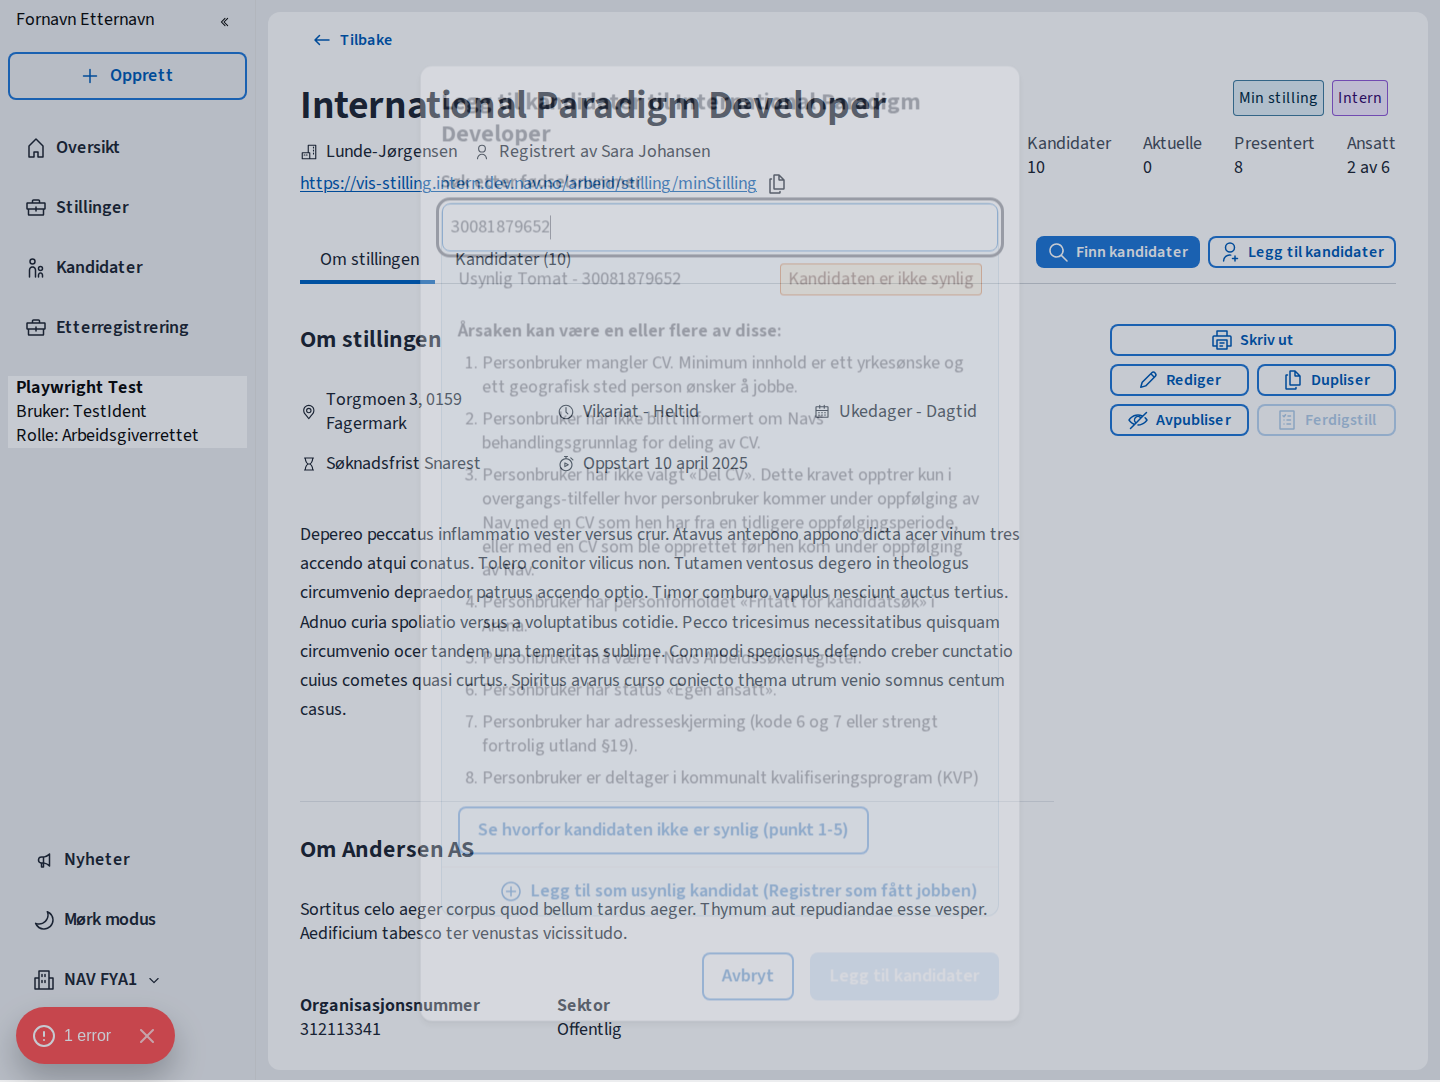 Fornavn Etternavn
Opprett
Oversikt
Stillinger
Kandidater
Etterregistrering
Playwright Test
Bruker: TestIdent
Rolle: Arbeidsgiverrettet
Nyheter
Mørk modus
NAV FYA1
1 error
Tilbake
International Paradigm Developer
Min stilling
Intern
Lunde-Jørgensen
Registrert av Sara Johansen
https://vis-stilling.intern.dev.nav.no/arbeid/stilling/minStilling
Kandidater
10
Aktuelle
0
Presentert
8
Ansatt
2 av 6
Om stillingen
Kandidater (10)
Finn kandidater
Legg til kandidater
Om stillingen
Torgmoen 3, 0159
Fagermark
Vikariat - Heltid
Ukedager - Dagtid
Søknadsfrist Snarest
Oppstart 10 april 2025
Skriv ut
Rediger
Dupliser
Avpubliser
Ferdigstill
Depereo peccatus inflammatio vester versus crur. Atavus antepono appono dicta acer vinum tres
accendo atqui conatus. Tolero conitor vilicus non. Tutamen ventosus degero in theologus
circumvenio depraedor patruus accendo optio. Timor comburo vapulus nesciunt auctus tertius.
Adnuo curia spoliatio versus a voluptatibus cotidie. Pecco tricesimus necessitatibus quisquam
circumvenio ocer tandem una temeritas sublime. Commodi speciosus defendo creber cunctatio
cuius cometes quasi curtus. Spiritus avarus curso coniecto thema utrum venio somnus centum
casus.
Om Andersen AS
Sortitus celo aeger corpus quod bellum tardus aeger. Thymum aut repudiandae esse vesper.
Aedificium tabesco ter venustas vicissitudo.
Organisasjonsnummer
312113341
Sektor
Offentlig
Legg til kandidater til International Paradigm
Developer
Søk etter fødselsnummer
30081879652
Usynlig Tomat - 30081879652
Kandidaten er ikke synlig
Årsaken kan være en eller flere av disse:
1. Personbruker mangler CV. Minimum innhold er ett yrkesønske og
ett geografisk sted person ønsker å jobbe.
2. Personbruker har ikke blitt informert om Navs
behandlingsgrunnlag for deling av CV.
3. Personbruker har ikke valgt «Del CV». Dette kravet opptrer kun i
overgangs-tilfeller hvor personbruker kommer under oppfølging av
Nav med en CV som hen har fra en tidligere oppfølgingsperiode,
eller med en CV som ble opprettet før hen kom under oppfølging
av Nav.
4. Personbruker har personforholdet «Fritatt for kandidatsøk» i
Arena.
5. Personbruker må være i Navs Arbeidssøkerregister.
6. Personbruker har status «Egen ansatt».
7. Personbruker har adresseskjerming (kode 6 og 7 eller strengt
fortrolig utland §19).
8. Personbruker er deltager i kommunalt kvalifiseringsprogram (KVP)
Se hvorfor kandidaten ikke er synlig (punkt 1-5)
Legg til som usynlig kandidat (Registrer som fått jobben)
Avbryt
Legg til kandidater